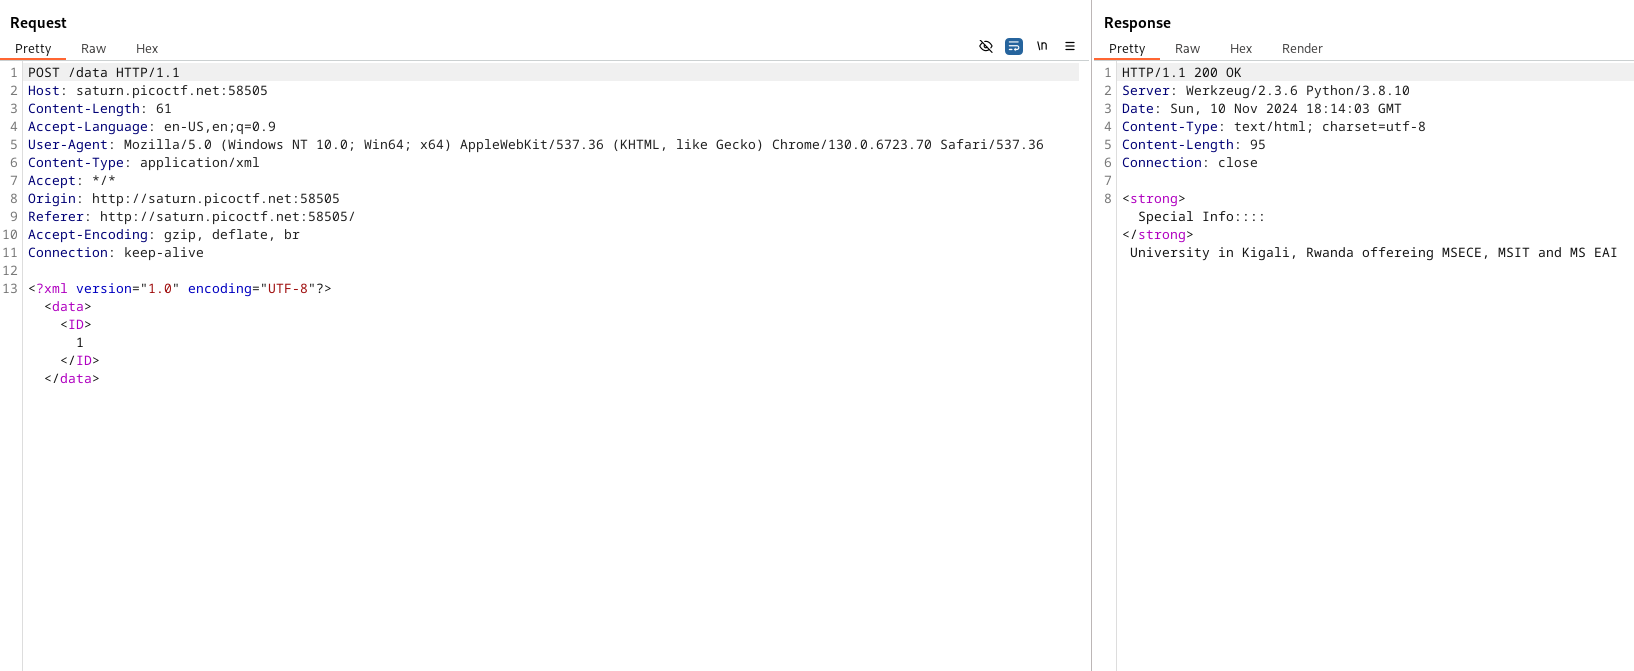 Request
Pretty Raw Hex
\n
1 POST /data HTTP/1.1
2 Host: saturn.picoctf.net:58505
3 Content-Length: 61
4 Accept-Language: en-US,en;q=0.9
5 User-Agent: Mozilla/5.0 (Windows NT 10.0; Win64; x64) AppleWebKit/537.36 (KHTML, like Gecko) Chrome/130.0.6723.70 Safari/537.36
6 Content-Type: application/xml
7 Accept: */*
8 Origin: http://saturn.picoctf.net:58505
9 Referer: http://saturn.picoctf.net:58505/
10 Accept-Encoding: gzip, deflate, br
11 Connection: keep-alive
12
13 <?xml version="1.0" encoding="UTF-8"?>
<data>
<ID>
1
</ID>
</data>
Response
Pretty Raw Hex Render
1 HTTP/1.1 200 OK
2 Server: Werkzeug/2.3.6 Python/3.8.10
3 Date: Sun, 10 Nov 2024 18:14:03 GMT
4 Content-Type: text/html; charset=utf-8
5 Content-Length: 95
6 Connection: close
7
8 <strong>
Special Info::::
</strong>
University in Kigali, Rwanda offereing MSECE, MSIT and MS EAI